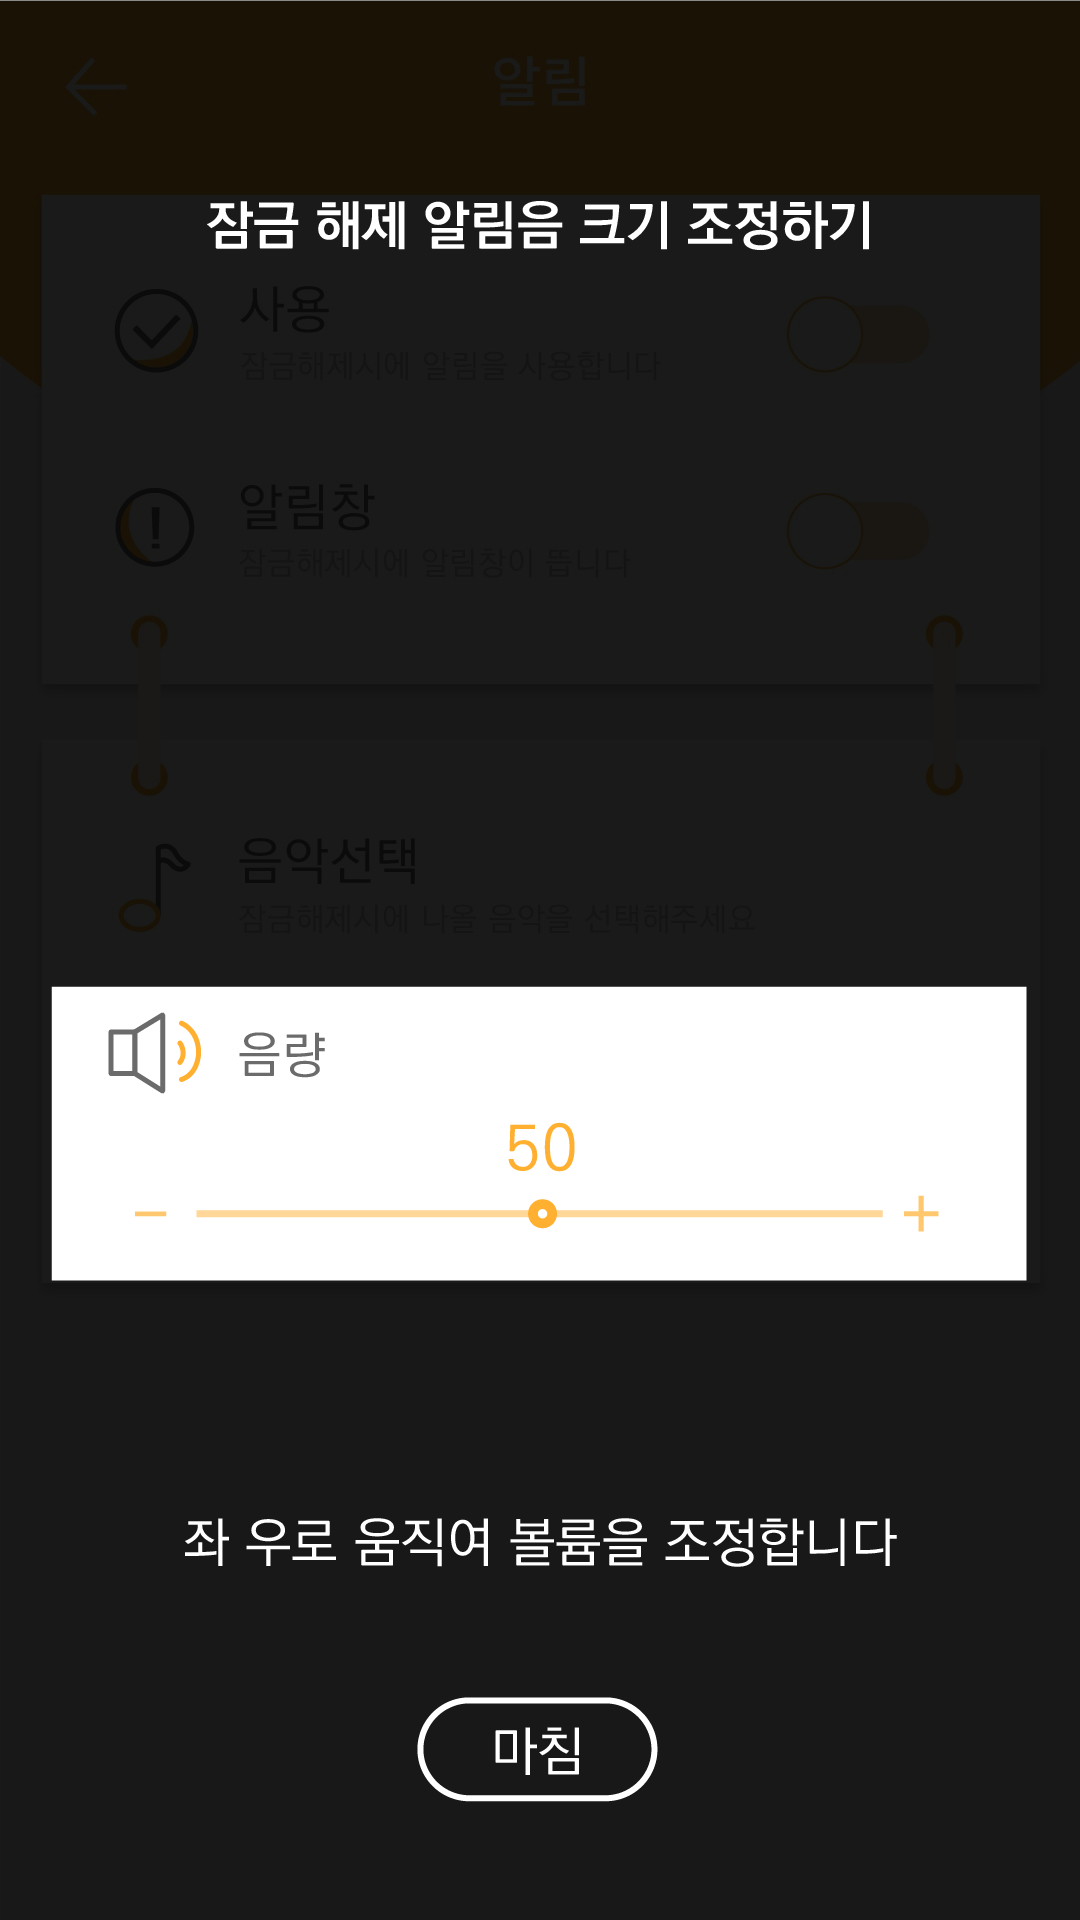 알림
잠금 해제 알림음 크기 조정하기
사용
잠금해제시에 알림을 사용합니다
알림창
잠금해제시에 알림창이 뜹니다
음악선택
잠금해제시에 나올 음악을 선택해주세요
음량
50
좌 우로 움직여 볼륨을 조정합니다
마침